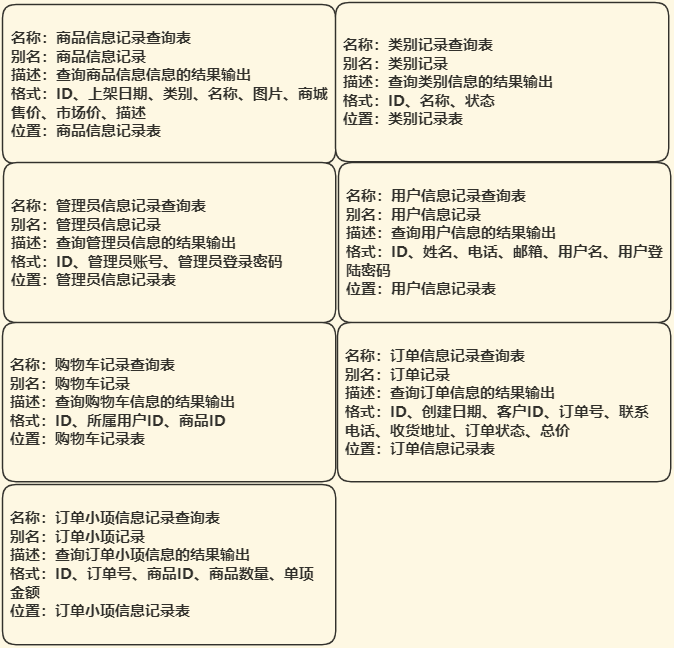 名称：商品信息记录查询表
别名：商品信息记录
描述：查询商品信息信息的结果输出
格式：ID、上架日期、类别、名称、图片、商城
售价、市场价、描述
位置：商品信息记录表
名称：类别记录查询表
别名：类别记录
描述：查询类别信息的结果输出
格式：ID、名称、状态
位置：类别记录表
名称：管理员信息记录查询表
别名：管理员信息记录
描述：查询管理员信息的结果输出
格式：ID、管理员账号、管理员登录密码
位置：管理员信息记录表
名称：用户信息记录查询表
别名：用户信息记录
描述：查询用户信息的结果输出
格式：ID、姓名、电话、邮箱、用户名、用户登
陆密码
位置：用户信息记录表
名称：购物车记录查询表
别名：购物车记录
描述：查询购物车信息的结果输出
格式：ID、所属用户ID、商品ID
位置：购物车记录表
名称：订单信息记录查询表
别名：订单记录
描述：查询订单信息的结果输出
格式：ID、创建日期、客户ID、订单号、联系
电话、收货地址、订单状态、总价
位置：订单信息记录表
名称：订单小项信息记录查询表
别名：订单小项记录
描述：查询订单小项信息的结果输出
格式：ID、订单号、商品ID、商品数量、单项
金额
位置：订单小项信息记录表